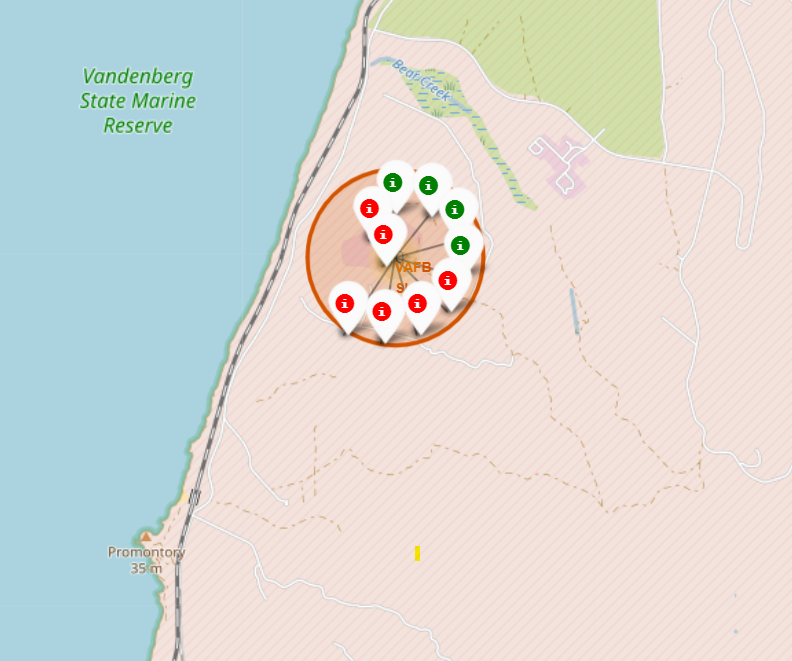 Vandenberg
State Marine
Reserve
Bear Creek
VAFB
Promontory
35 m